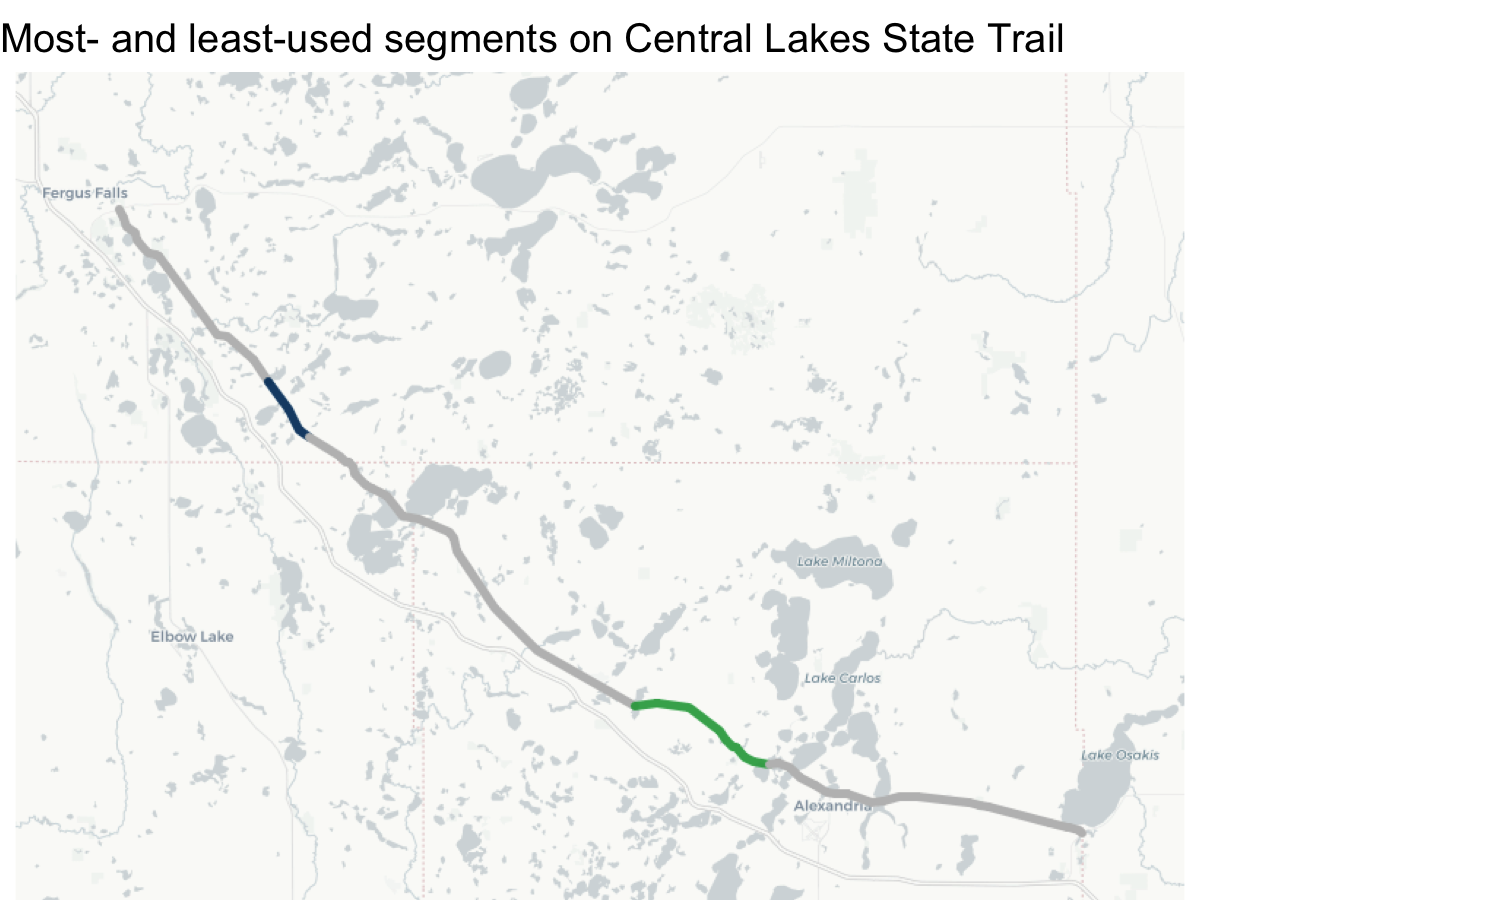 Most- and least-used segments on Central Lakes State Trail
Fergus Falls
Lake Miltona
Elbow Lake
Lake Carlos
Lake Osakis
Alexandria